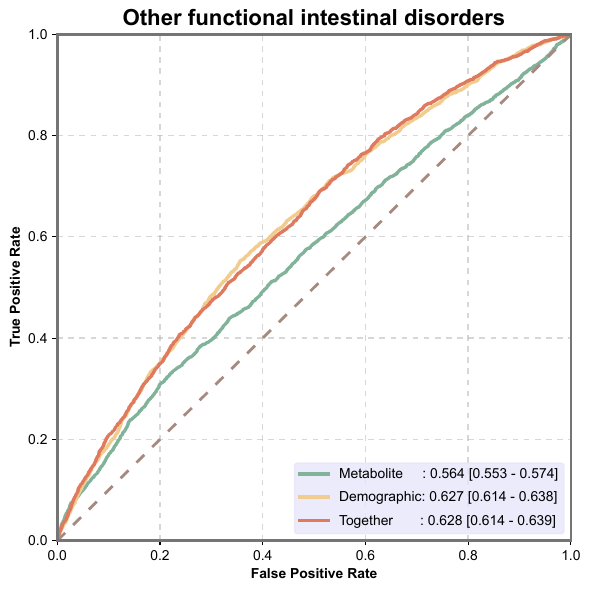 Other functional intestinal disorders
True Positive Rate
1.0
0.8
0.6
0.4
0.2
0.0
Metabolite : 0.564 [0.553 - 0.574]
Demographic: 0.627 [0.614 - 0.638]
Together : 0.628 [0.614 - 0.639]
0.0 0.2 0.4 0.6 0.8 1.0
False Positive Rate